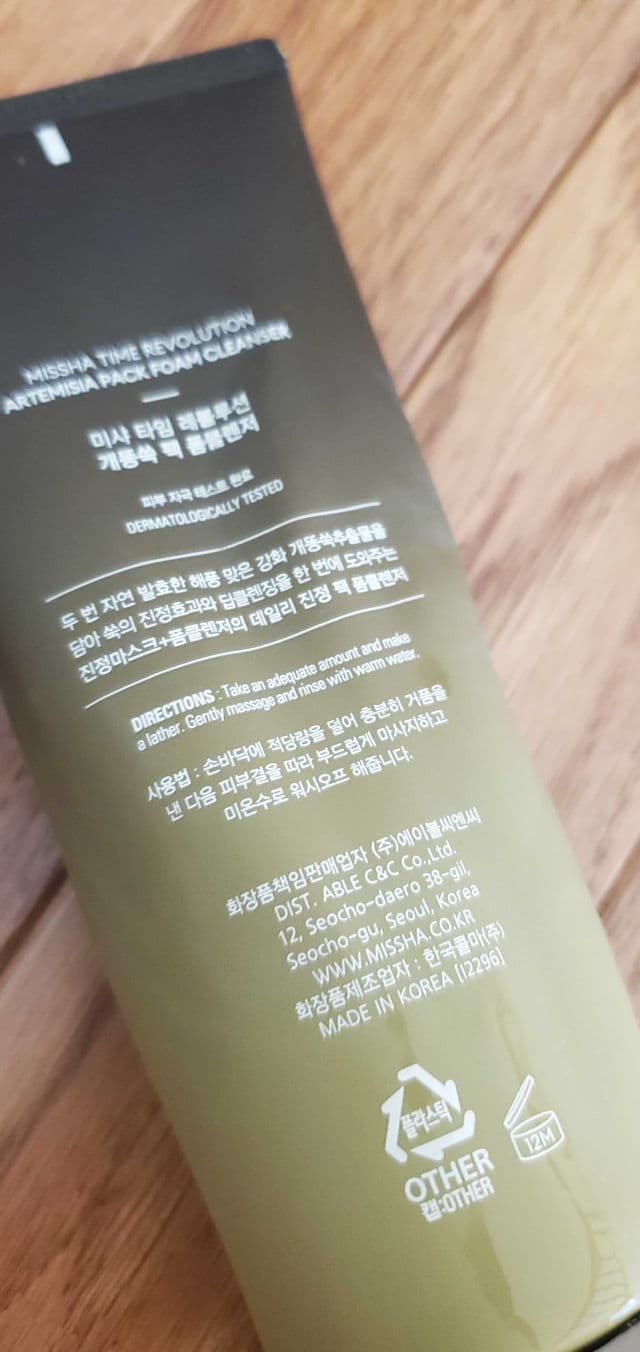 MISSHA TIME REVOLUTION
ARTEMISIA PACK FOAM CLEANSER
미사 타임 레볼루션
개똥쑥 팩 폼클렌저
피부 자극 테스트 완료
DERMATOLOGICALLY TESTED
두 번 자연 발효한 해풍 맞은 강화 개똥쑥추출물을
담아 쑥의 진정효과와 딥클렌징을 한 번에 도와주는
진정마스크+폼클렌저의 데일리 진정 팩 폼클렌저
DIRECTIONS : Take an adequate amount and make
a lather. Gently massage and rinse with warm water.
사용법 : 손바닥에 적당량을 덜어 충분히 거품을
낸 다음 피부결을 따라 부드럽게 마사지하고
미온수로 워시오프 해줍니다.
화장품책임판매업자 (주)에이블씨엔씨
DIST. ABLE C&C Co.,Ltd.
12, Seocho-daero 38-gil,
Seocho-gu, Seoul, Korea
WWW.MISSHA.CO.KR
화장품제조업자 : 한국콜마(주)
MADE IN KOREA [12296]
플라스틱
OTHER
캡:OTHER
12M